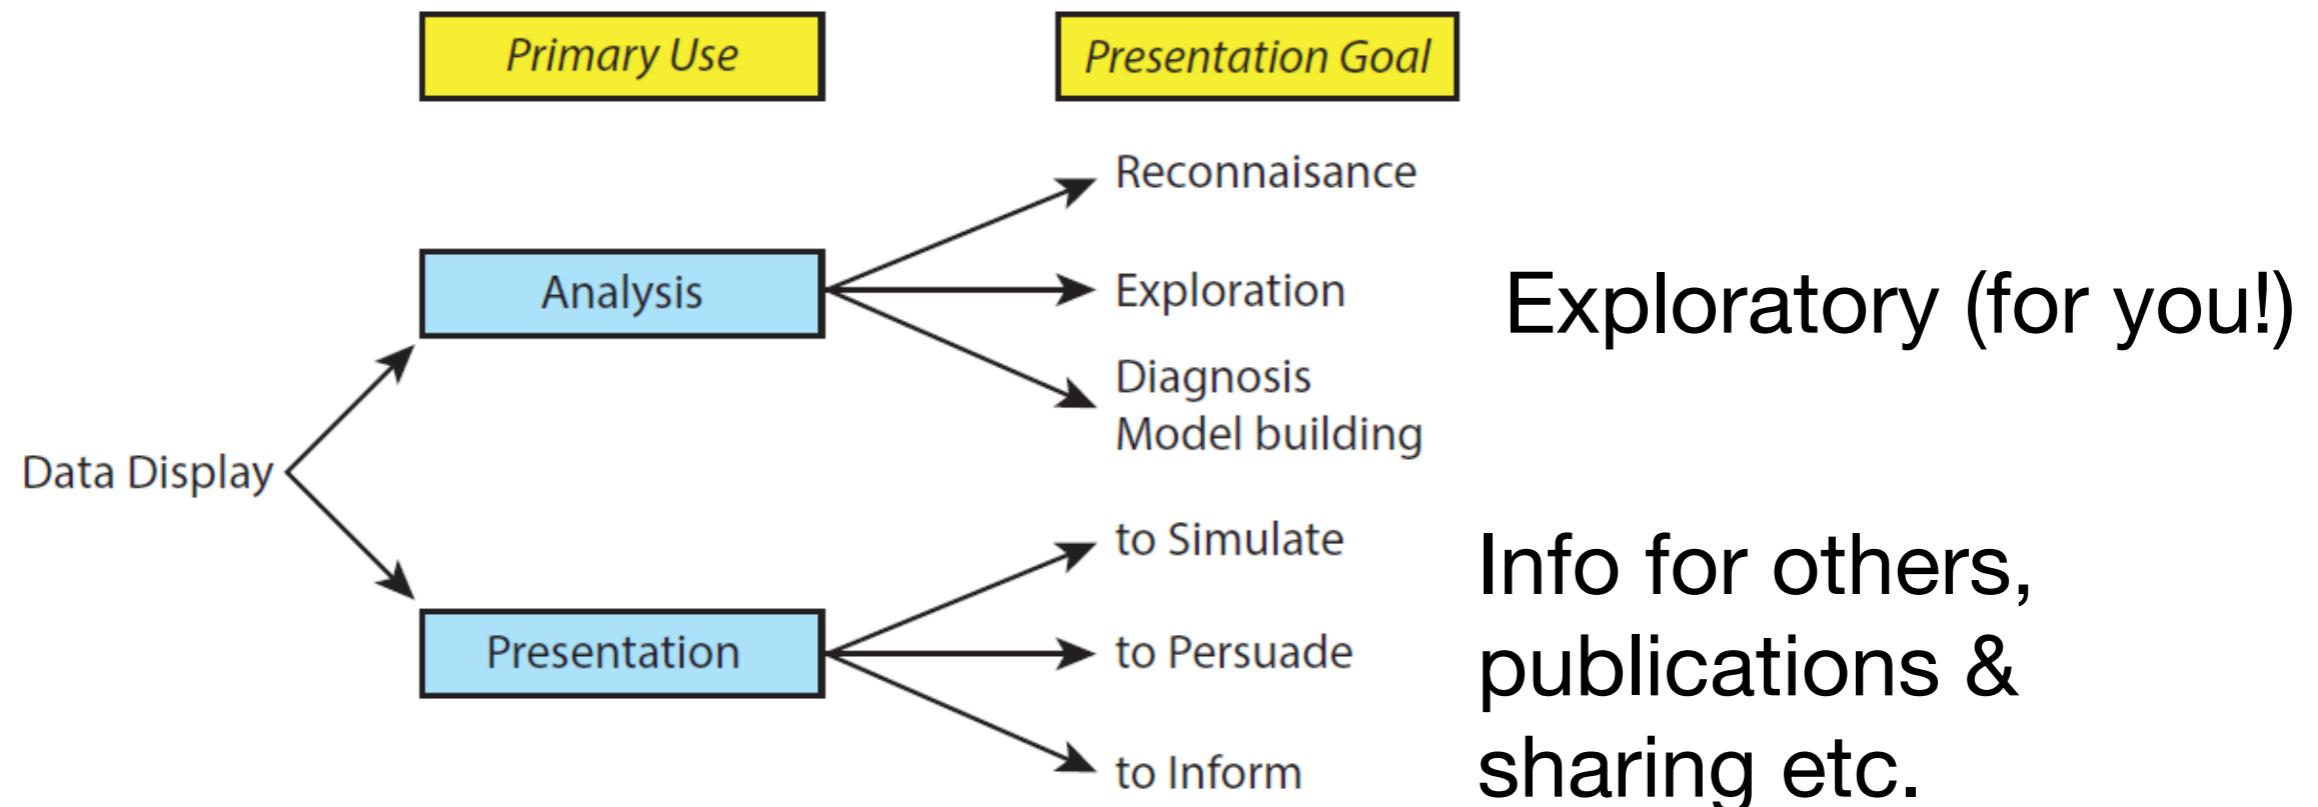 Primary Use
Presentation Goal
Reconnaisance
Analysis
Exploration
Exploratory (for you!)
Diagnosis
Model building
Data Display
to Simulate
Info for others,
Presentation
to Persuade
publications &
to Inform
sharing etc.